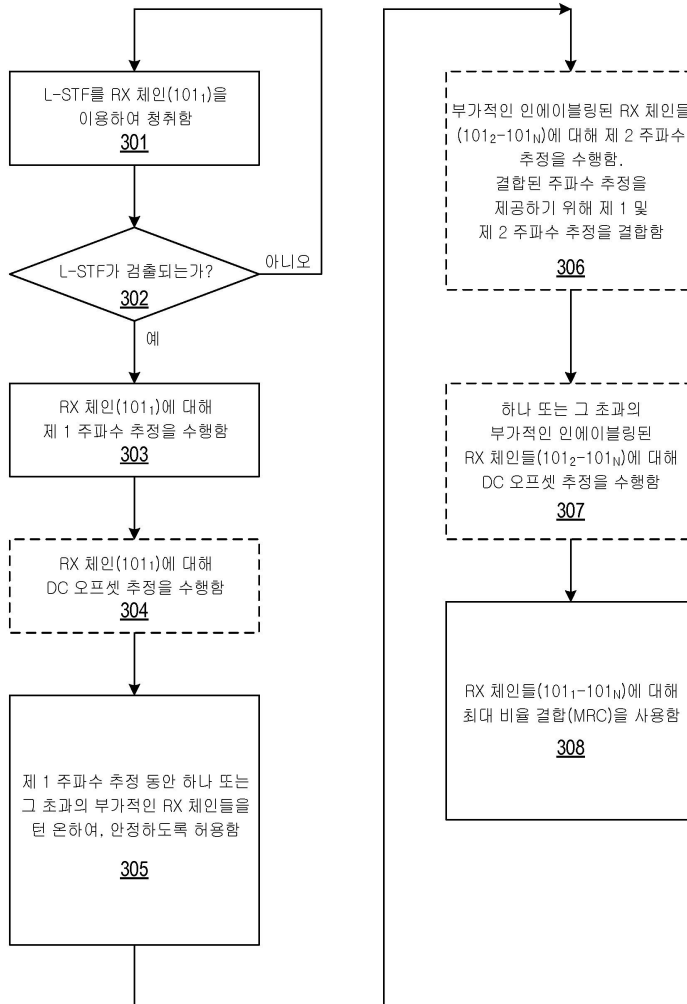 L-STF를 RX 체인(101₁)을
이용하여 청취함
301
L-STF가 검출되는가?
302
아니오
예
RX 체인(101₁)에 대해
제 1 주파수 추정을 수행함
303
RX 체인(101₁)에 대해
DC 오프셋 추정을 수행함
304
제 1 주파수 추정 동안 하나 또는
그 초과의 부가적인 RX 체인들을
턴 온하여, 안정하도록 허용함
305
부가적인 인에이블링된 RX 체인들
(101₂-101N)에 대해 제 2 주파수
추정을 수행함.
결합된 주파수 추정을
제공하기 위해 제 1 및
제 2 주파수 추정을 결합함
306
하나 또는 그 초과의
부가적인 인에이블링된
RX 체인들(101₂-101N)에 대해
DC 오프셋 추정을 수행함
307
RX 체인들(101₁-101N)에 대해
최대 비율 결합(MRC)을 사용함
308